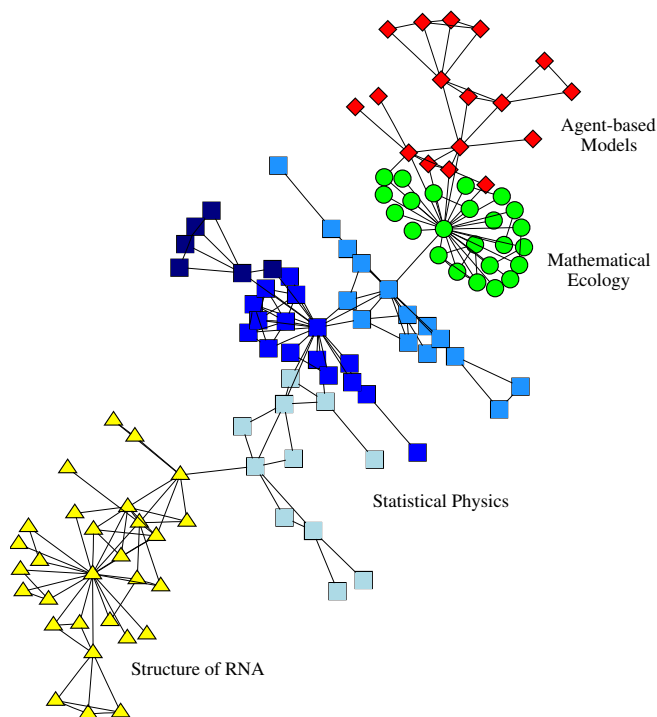 Agent-based
Models
Mathematical
Ecology
Statistical Physics
Structure of RNA